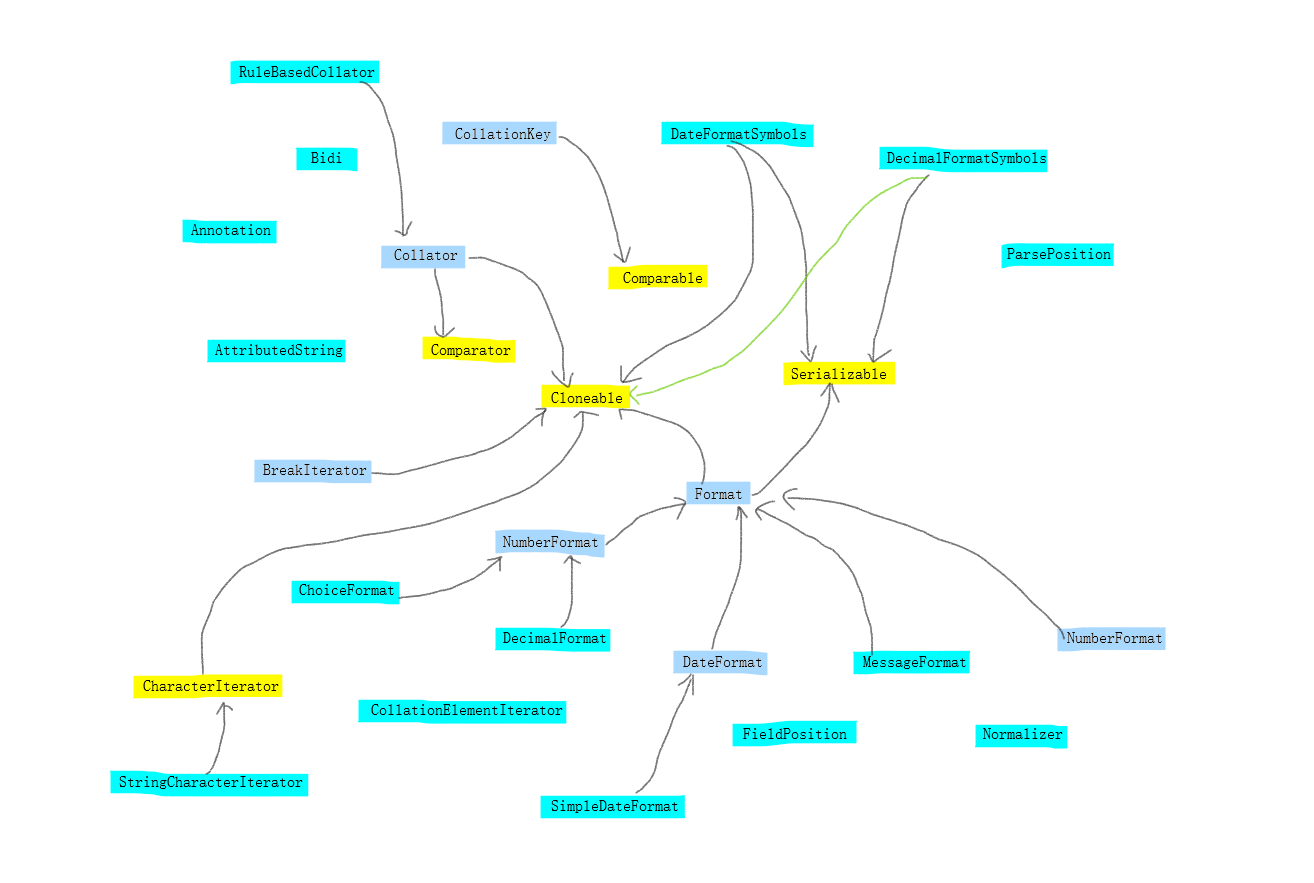 RuleBasedCollator
CollationKey
DateFormatSymbols
Bidi
DecimalFormatSymbols
Annotation
Collator
ParsePosition
Comparable
AttributedString
Comparator
Serializable
Cloneable
BreakIterator
Format
NumberFormat
ChoiceFormat
DecimalFormat
NumberFormat
DateFormat
MessageFormat
CharacterIterator
CollationElementIterator
FieldPosition
Normalizer
StringCharacterIterator
SimpleDateFormat